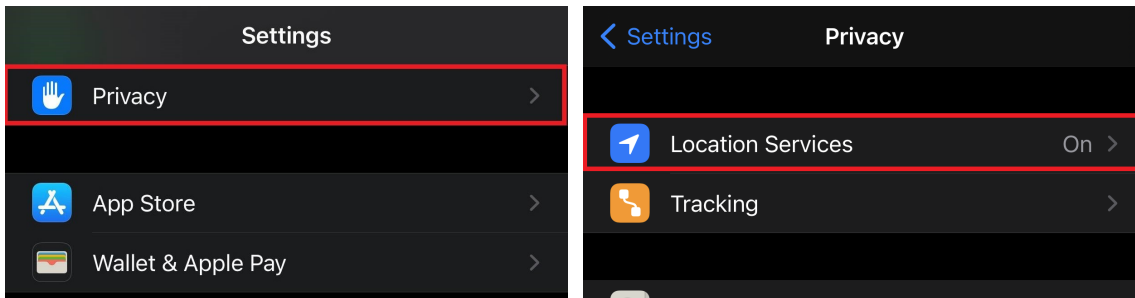 Settings
Privacy
App Store
Wallet & Apple Pay
Settings
Privacy
Location Services
On
Tracking